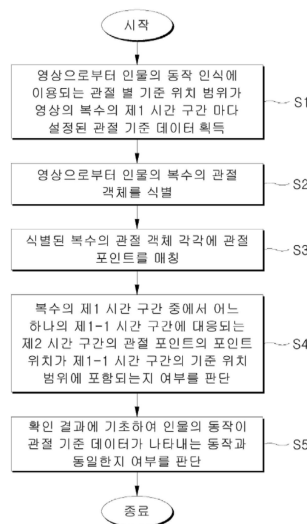 시작
영상으로부터 인물의 동작 인식에
이용되는 관절 별 기준 위치 범위가
영상의 복수의 제1 시간 구간 마다
설정된 관절 기준 데이터 획득
S1
영상으로부터 인물의 복수의 관절
객체를 식별
S2
식별된 복수의 관절 객체 각각에 관절
포인트를 매칭
S3
복수의 제1 시간 구간 중에서 어느
하나의 제1-1 시간 구간에 대응되는
제2 시간 구간의 관절 포인트의 포인트
위치가 제1-1 시간 구간의 기준 위치
범위에 포함되는지 여부를 판단
S4
확인 결과에 기초하여 인물의 동작이
관절 기준 데이터가 나타내는 동작과
동일한지 여부를 판단
S5
종료